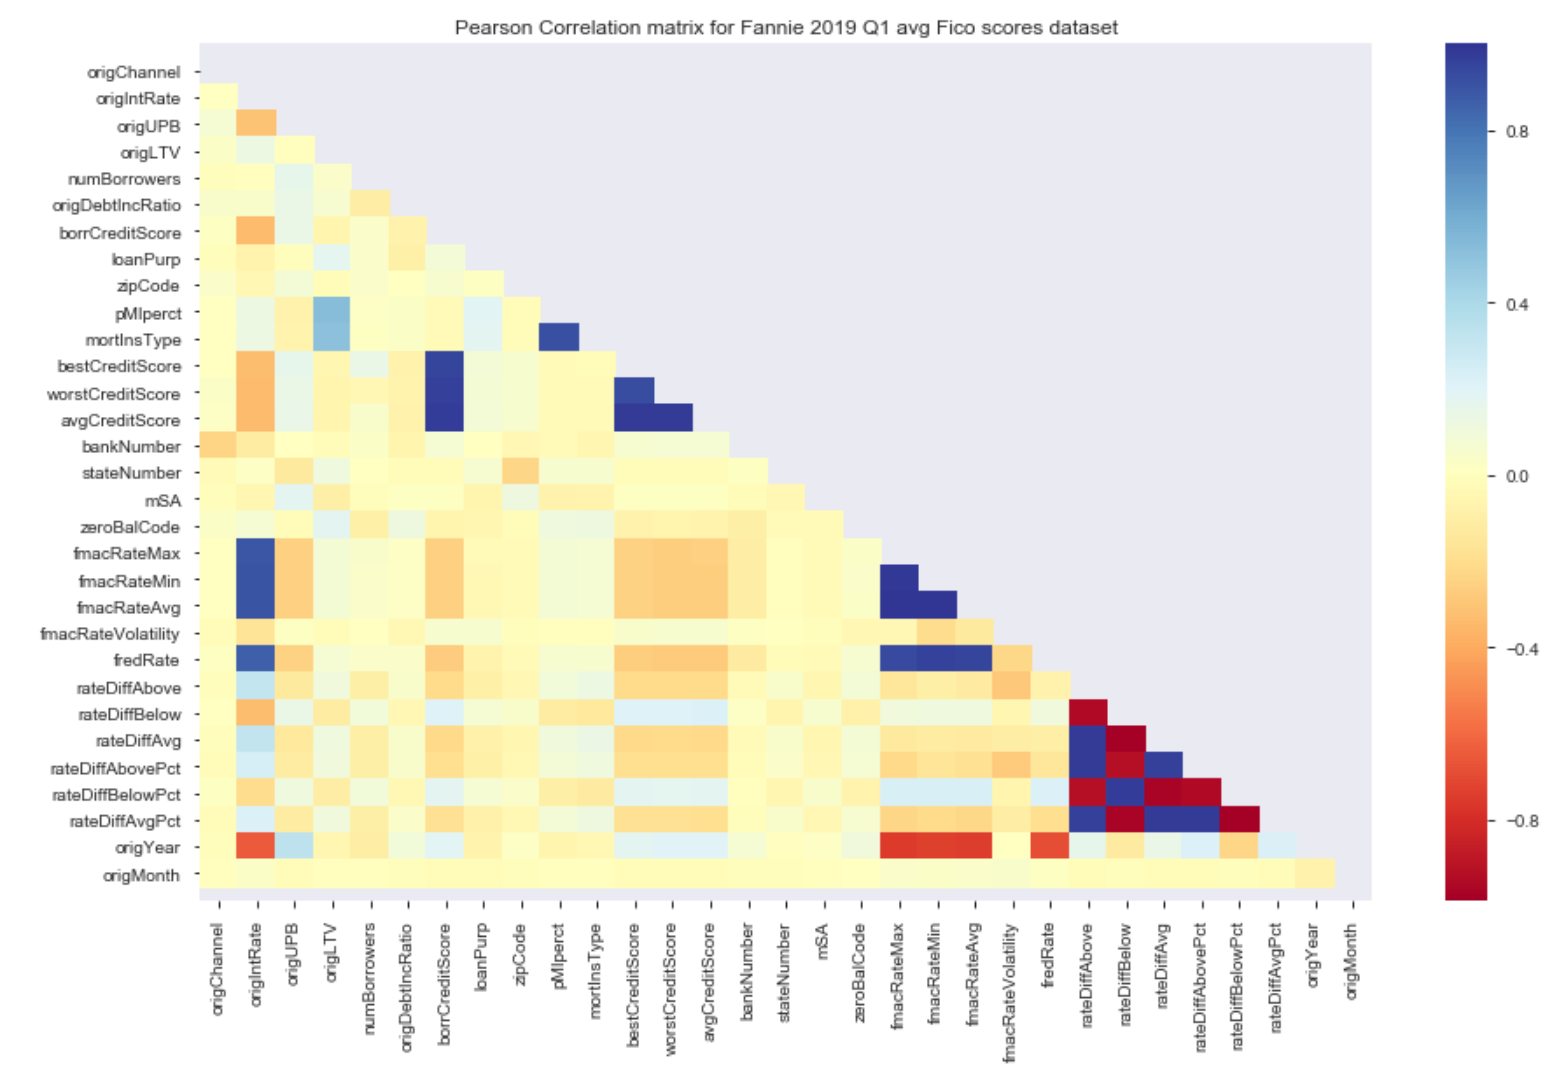 Pearson Correlation matrix for Fannie 2019 Q1 avg Fico scores dataset
origChannel
origIntRate
origUPB
origLTV
numBorrowers
origDebtIncRatio
borrCreditScore
loanPurp
zipCode
pMIperct
mortInsType
bestCreditScore
worstCreditScore
avgCreditScore
bankNumber
stateNumber
mSA
zeroBalCode
fmacRateMax
fmacRateMin
fmacRateAvg
fmacRateVolatility
fredRate
rateDiffAbove
rateDiffBelow
rateDiffAvg
rateDiffAbovePct
rateDiffBelowPct
rateDiffAvgPct
origYear
origMonth
origChannel
origIntRate
origUPB
origLTV
numBorrowers
origDebtIncRatio
borrCreditScore
loanPurp
zipCode
pMIperct
mortInsType
bestCreditScore
worstCreditScore
avgCreditScore
bankNumber
stateNumber
mSA
zeroBalCode
fmacRateMax
fmacRateMin
fmacRateAvg
fmacRateVolatility
fredRate
rateDiffAbove
rateDiffBelow
rateDiffAvg
rateDiffAbovePct
rateDiffBelowPct
rateDiffAvgPct
origYear
origMonth
0.8
0.4
0.0
−0.4
−0.8